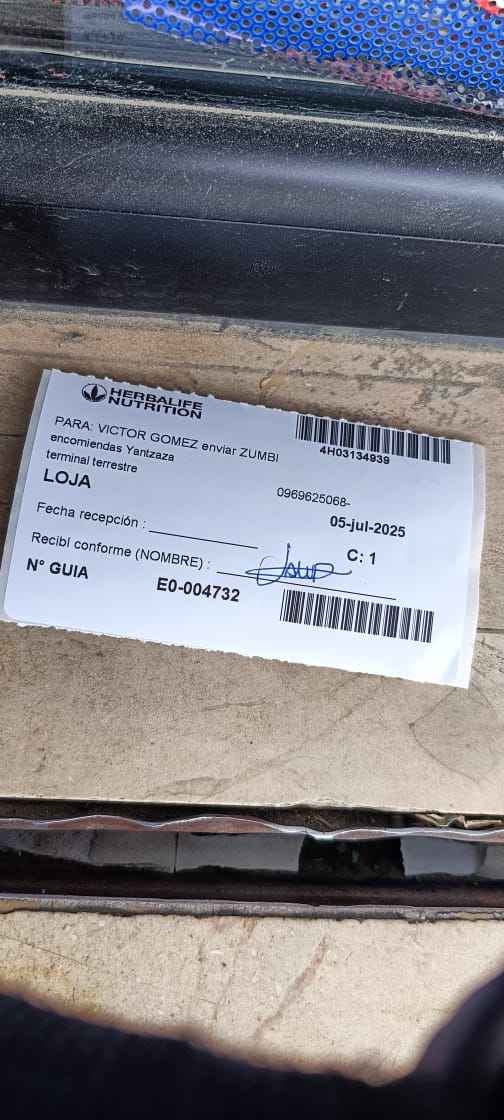 HERBALIFE
NUTRITION
PARA: VICTOR GOMEZ enviar ZUMBI
encomiendas Yantzaza
terminal terrestre
LOJA
4H03134939
0969625068-
05-jul-2025
Fecha recepción :
C: 1
Recibí conforme (NOMBRE) :
N° GUIA
E0-004732